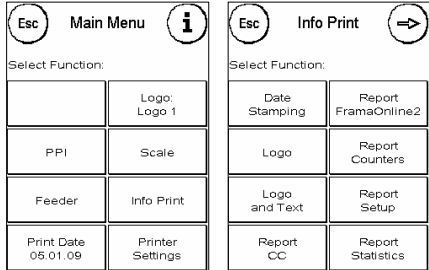 Esc Main Menu i
Select Function:
Logo:
Logo 1
PPI
Scale
Feeder
Info Print
Print Date
05.01.09
Printer
Settings
Esc Info Print
Select Function:
Date
Stamping
Report
FramaOnline2
Logo
Report
Counters
Logo
and Text
Report
Setup
Report
CC
Report
Statistics